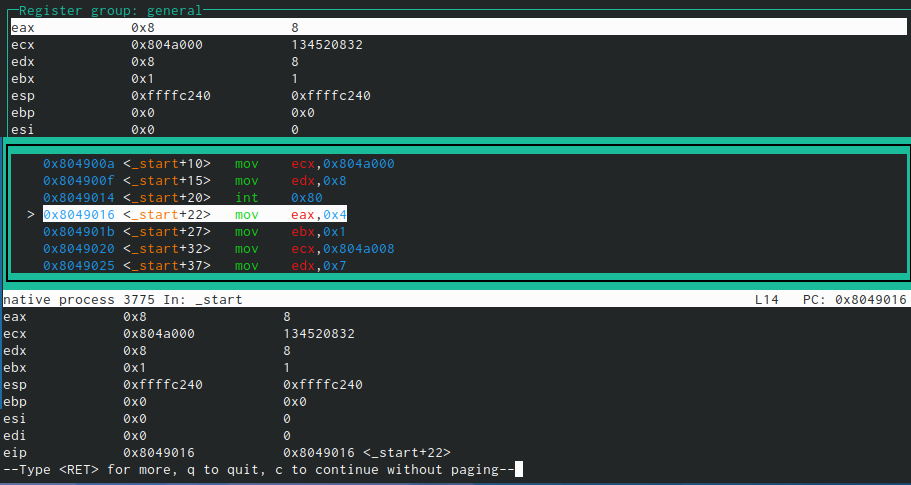 Register group: general
eax 0x8 8
ecx 0x804a000 134520832
edx 0x8 8
ebx 0x1 1
esp 0xffffc240 0xffffc240
ebp 0x0 0x0
esi 0x0 0
0x804900a <_start+10> mov ecx,0x804a000
0x804900f <_start+15> mov edx,0x8
0x8049014 <_start+20> int 0x80
> 0x8049016 <_start+22> mov eax,0x4
0x804901b <_start+27> mov ebx,0x1
0x8049020 <_start+32> mov ecx,0x804a008
0x8049025 <_start+37> mov edx,0x7
native process 3775 In: _start L14 PC: 0x8049016
eax 0x8 8
ecx 0x804a000 134520832
edx 0x8 8
ebx 0x1 1
esp 0xffffc240 0xffffc240
ebp 0x0 0x0
esi 0x0 0
edi 0x0 0
eip 0x8049016 0x8049016 <_start+22>
--Type <RET> for more, q to quit, c to continue without paging--